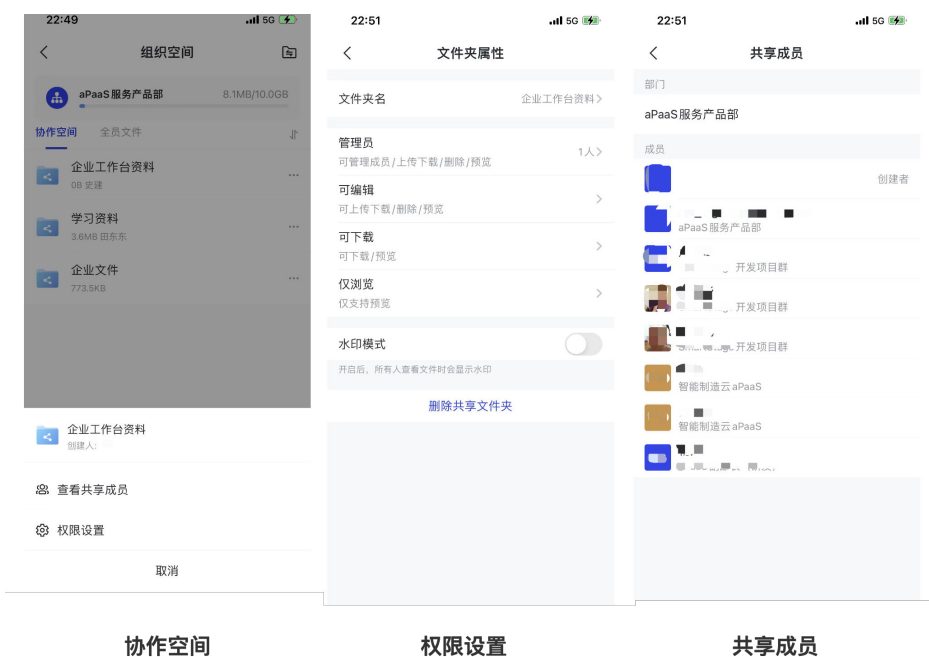 22:49
5G
组织空间
aPaaS服务产品部
8.1MB/10.0GB
协作空间
全员文件
企业工作台资料
0B 史建
学习资料
3.6MB 田东东
企业文件
773.5KB
企业工作台资料
创建人:
查看共享成员
权限设置
取消
协作空间
22:51
5G
文件夹属性
文件夹名
企业工作台资料
管理员
1人
可管理成员/上传下载/删除/预览
可编辑
可上传下载/删除/预览
可下载
可下载/预览
仅浏览
仅支持预览
水印模式
开启后，所有人查看文件时会显示水印
删除共享文件夹
权限设置
22:51
5G
共享成员
部门
aPaaS服务产品部
成员
创建者
aPaaS服务产品部
开发项目群
开发项目群
开发项目群
智能制造云aPaaS
智能制造云aPaaS
共享成员